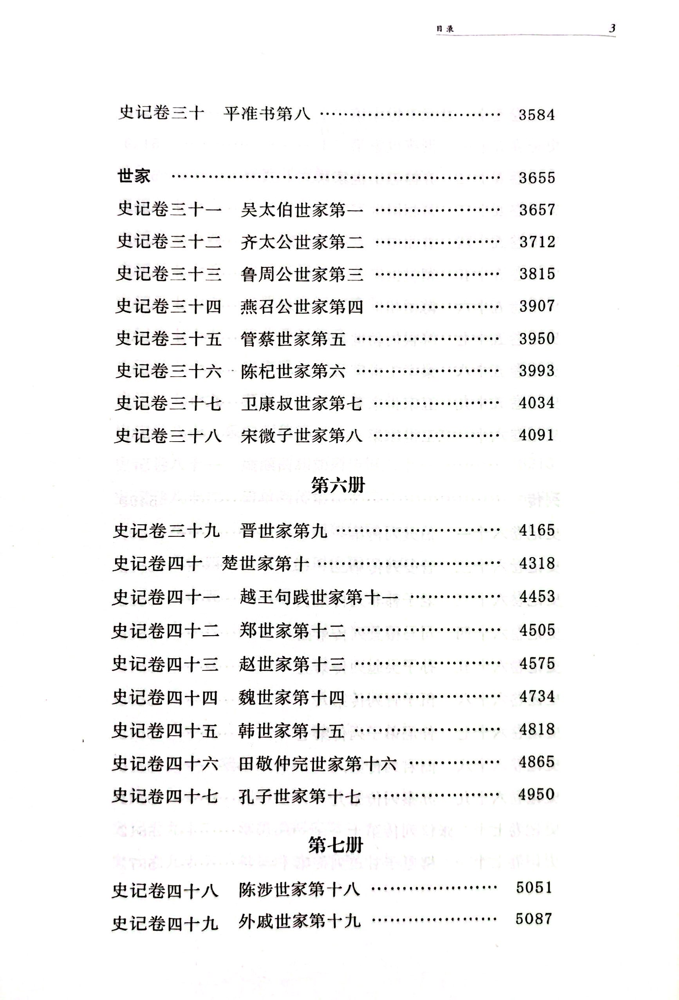 目录 3
史记卷三十 平准书第八 …………………………… 3584
世家 …………………………………………………… 3655
史记卷三十一 吴太伯世家第一 ………………… 3657
史记卷三十二 齐太公世家第二 ………………… 3712
史记卷三十三 鲁周公世家第三 ………………… 3815
史记卷三十四 燕召公世家第四 ………………… 3907
史记卷三十五 管蔡世家第五 …………………… 3950
史记卷三十六 陈杞世家第六 …………………… 3993
史记卷三十七 卫康叔世家第七 ………………… 4034
史记卷三十八 宋微子世家第八 ………………… 4091
第六册
史记卷三十九 晋世家第九 ……………………… 4165
史记卷四十 楚世家第十 ………………………… 4318
史记卷四十一 越王句践世家第十一 …………… 4453
史记卷四十二 郑世家第十二 …………………… 4505
史记卷四十三 赵世家第十三 …………………… 4575
史记卷四十四 魏世家第十四 …………………… 4734
史记卷四十五 韩世家第十五 …………………… 4818
史记卷四十六 田敬仲完世家第十六 …………… 4865
史记卷四十七 孔子世家第十七 ………………… 4950
第七册
史记卷四十八 陈涉世家第十八 ………………… 5051
史记卷四十九 外戚世家第十九 ………………… 5087